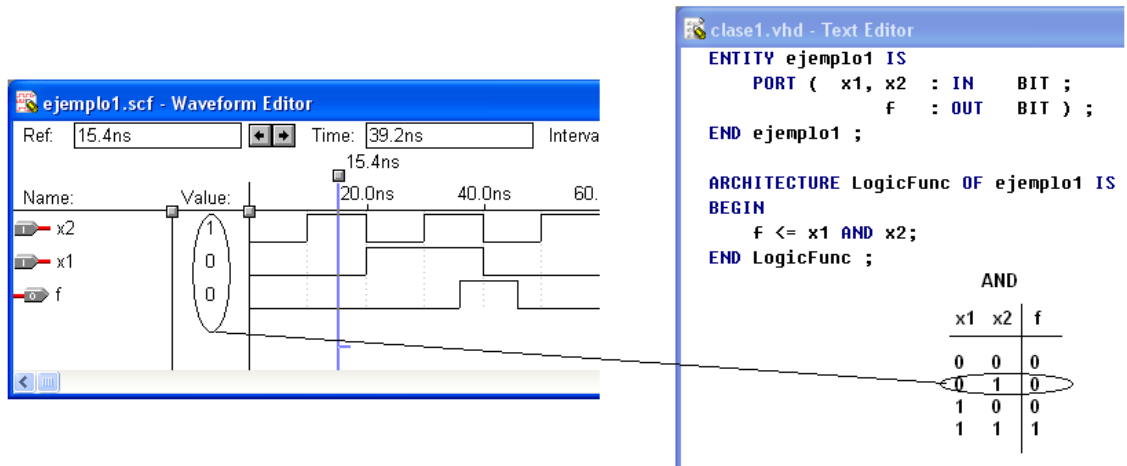 ejemplo1.scf - Waveform Editor
Ref: 15.4ns Time: 39.2ns Interva
15.4ns
Name: Value: 20.0ns 40.0ns 60.
x2 1
x1 0
f 0
clase1.vhd - Text Editor
ENTITY ejemplo1 IS
PORT ( x1, x2 : IN BIT ;
f : OUT BIT ) ;
END ejemplo1 ;
ARCHITECTURE LogicFunc OF ejemplo1 IS
BEGIN
f <= x1 AND x2;
END LogicFunc ;
AND
x1 x2 f
0 0 0
0 1 0
1 0 0
1 1 1